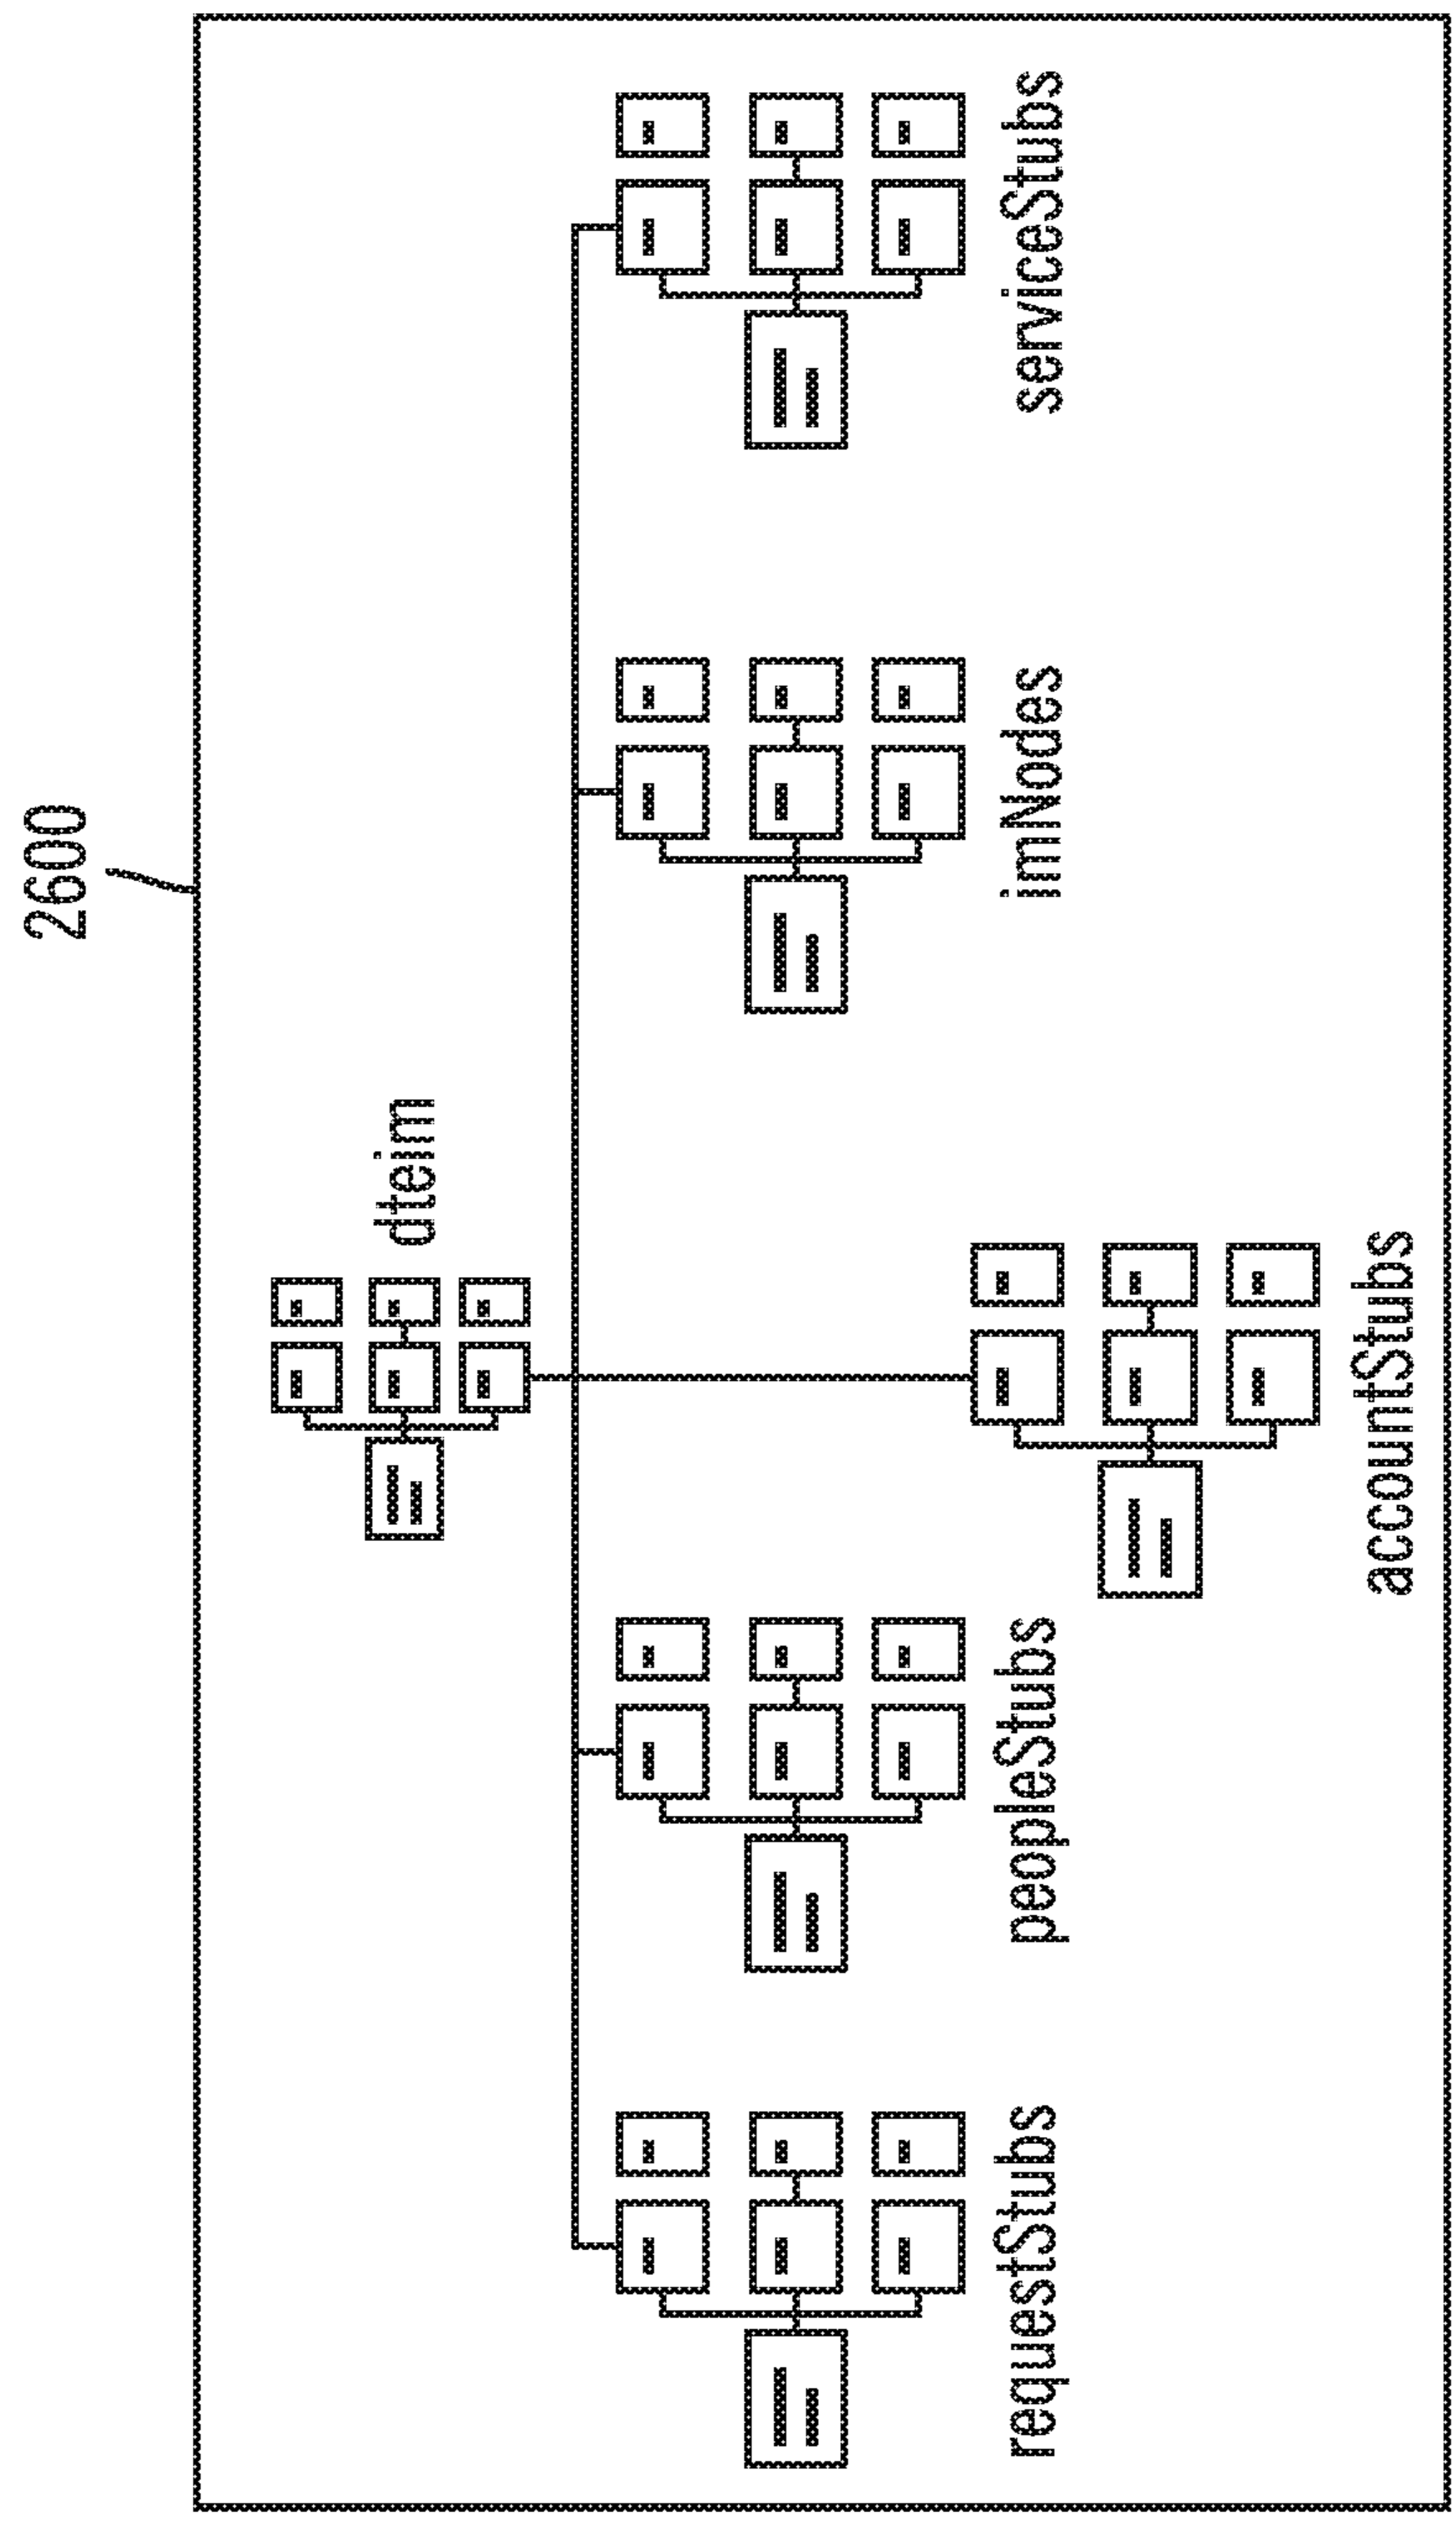 2600
dteim
requestStubs
peopleStubs
accountStubs
imNodes
serviceStubs